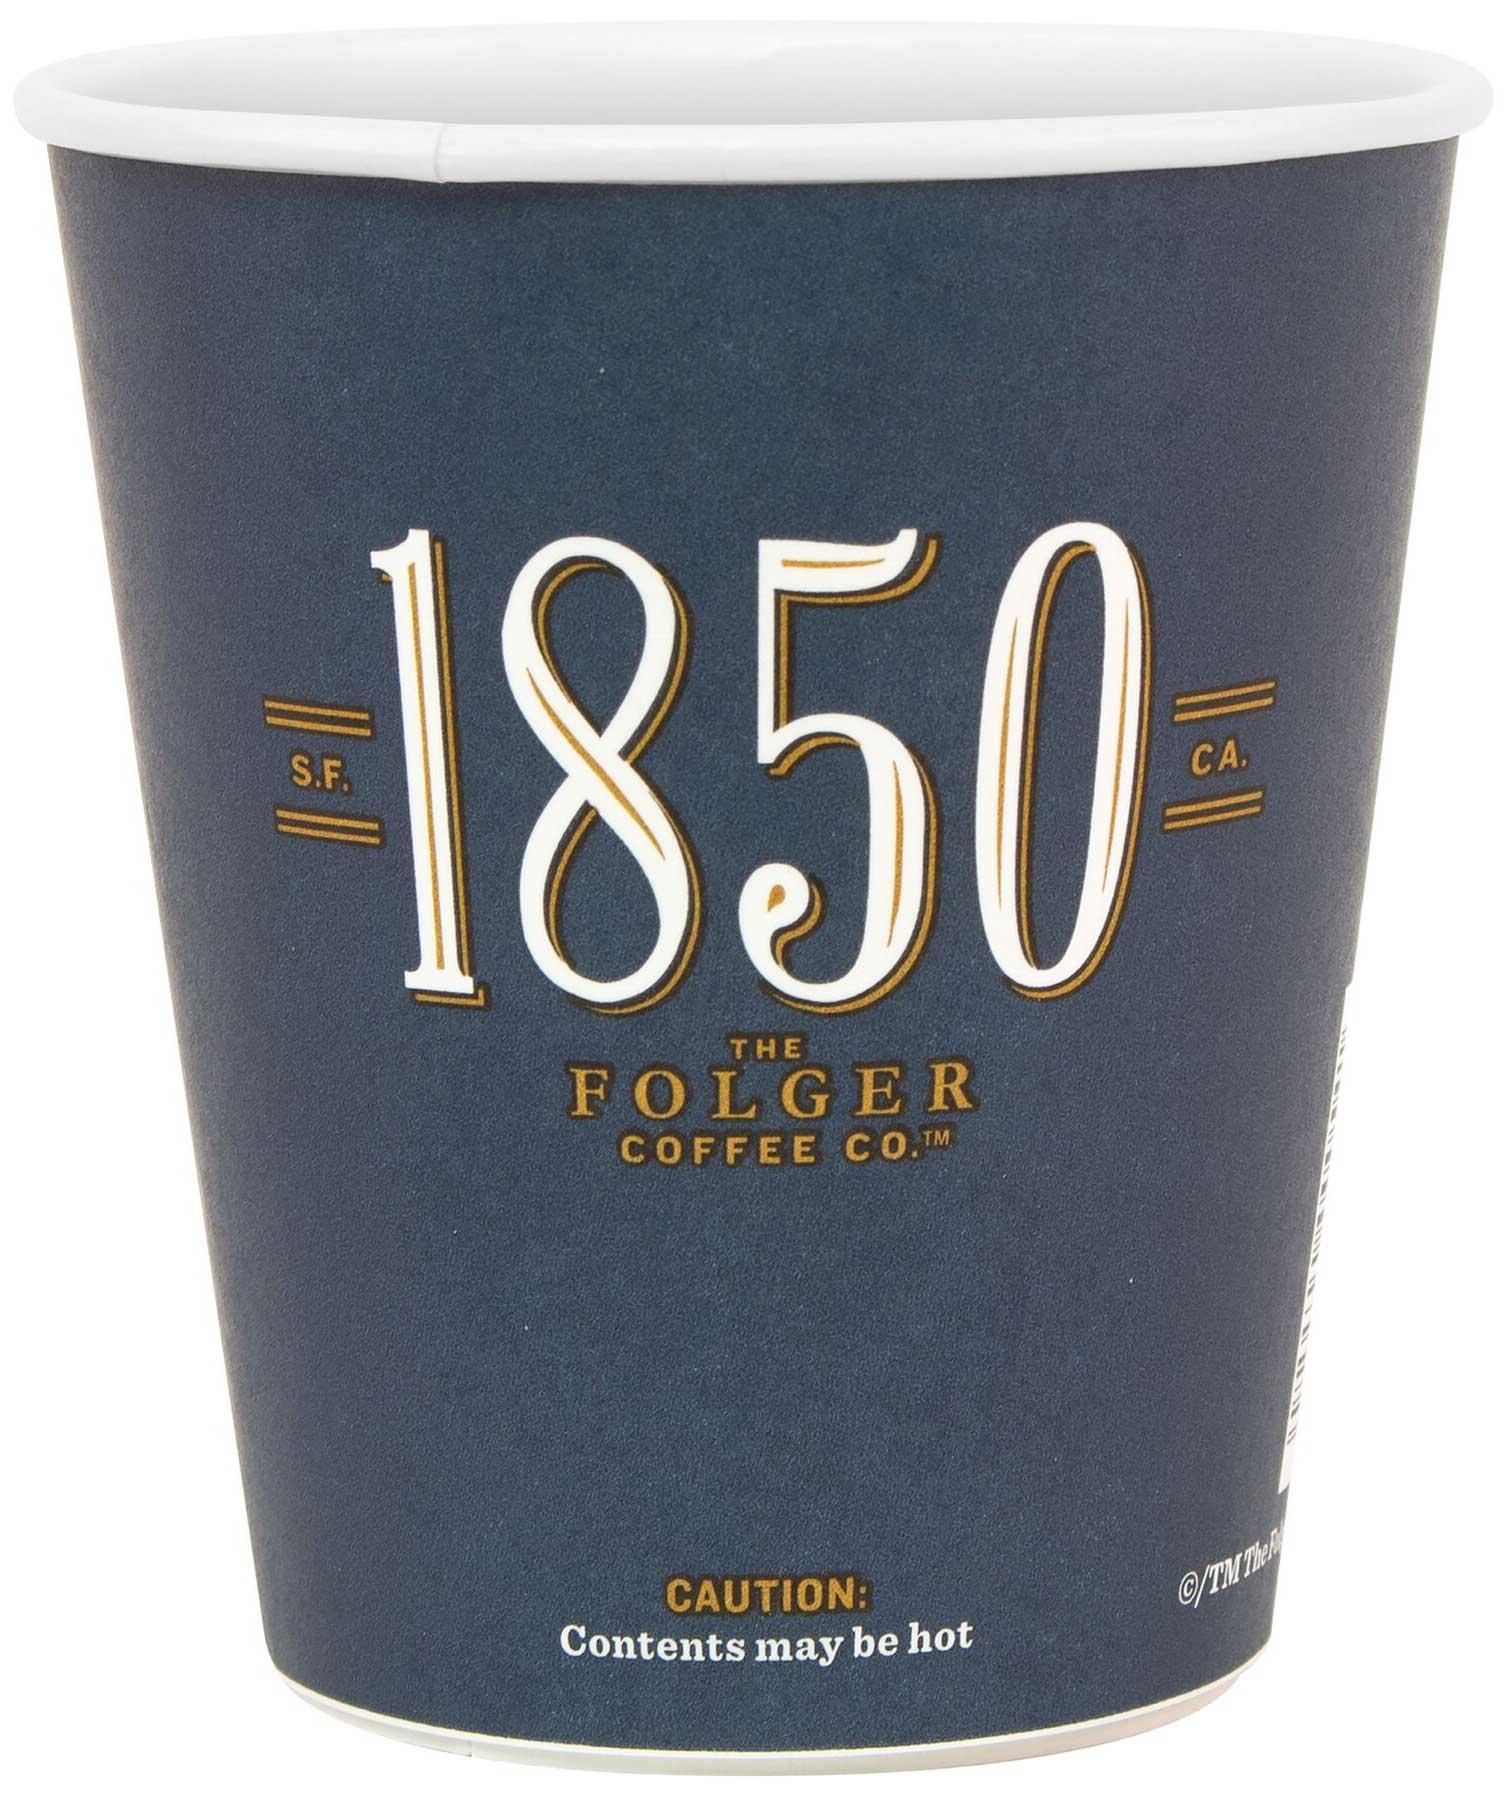 1850
S.F.
CA.
THE
FOLGER
COFFEE CO.™
CAUTION:
Contents may be hot
©/TM The